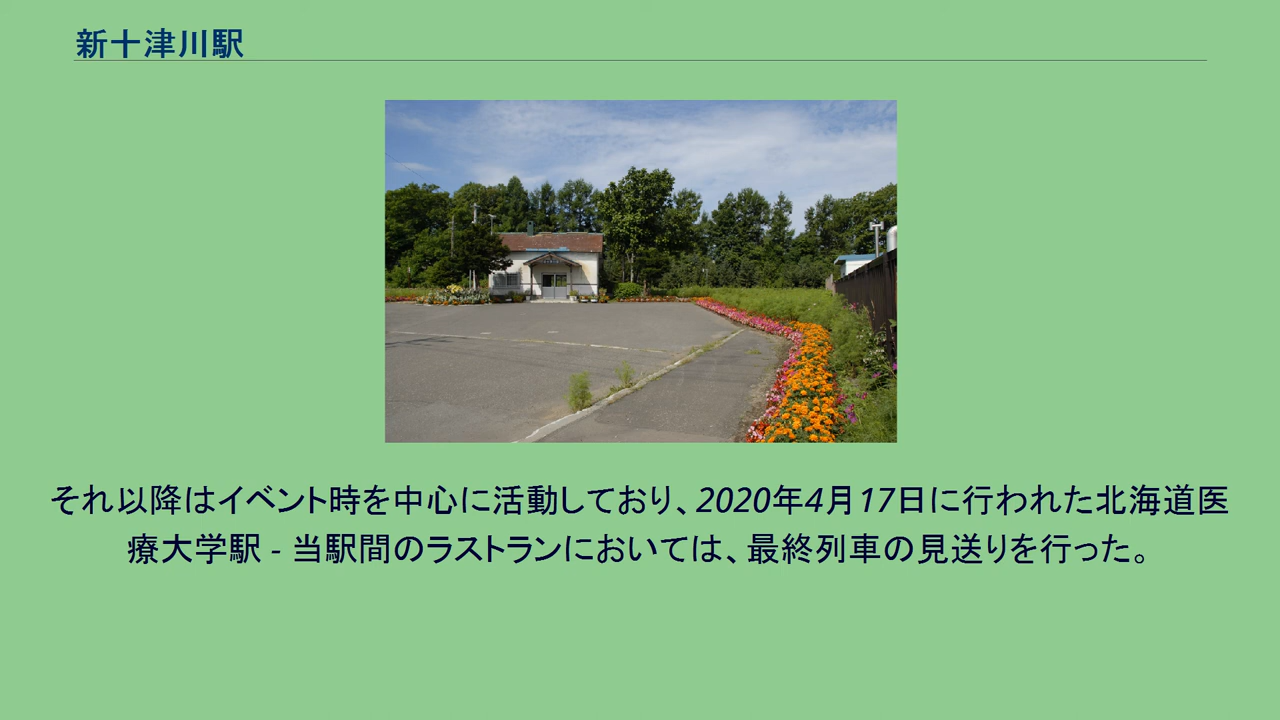 新十津川駅
それ以降はイベント時を中心に活動しており、2020年4月17日に行われた北海道医
療大学駅 - 当駅間のラストランにおいては、最終列車の見送りを行った。